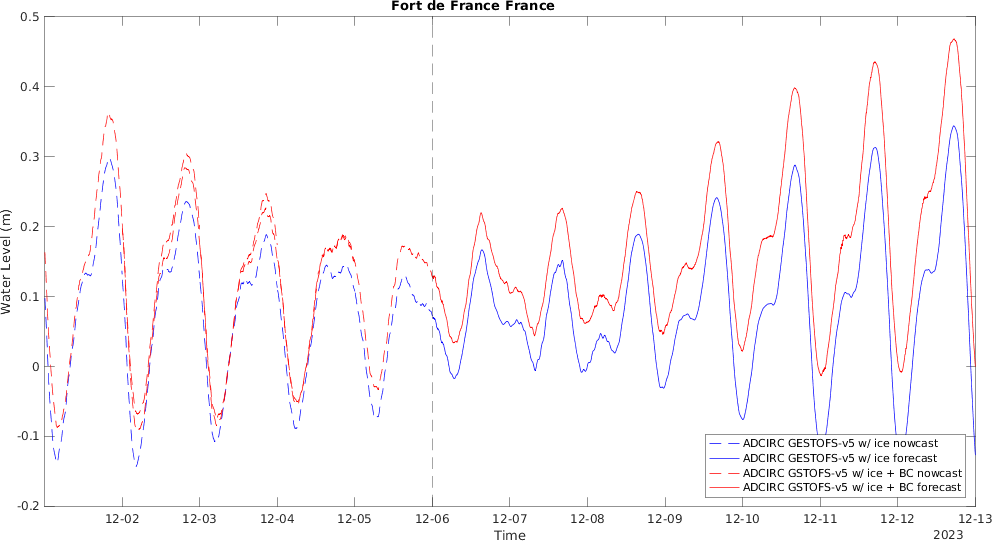 Fort de France France
0.5
0.4
0.3
0.2
0.1
0
-0.1
-0.2
Water Level (m)
ADCIRC GESTOFS-v5 w/ ice nowcast
ADCIRC GESTOFS-v5 w/ ice forecast
ADCIRC GSTOFS-v5 w/ ice + BC nowcast
ADCIRC GSTOFS-v5 w/ ice + BC forecast
12-02 12-03 12-04 12-05 12-06 12-07 12-08 12-09 12-10 12-11 12-12 12-13
Time
2023